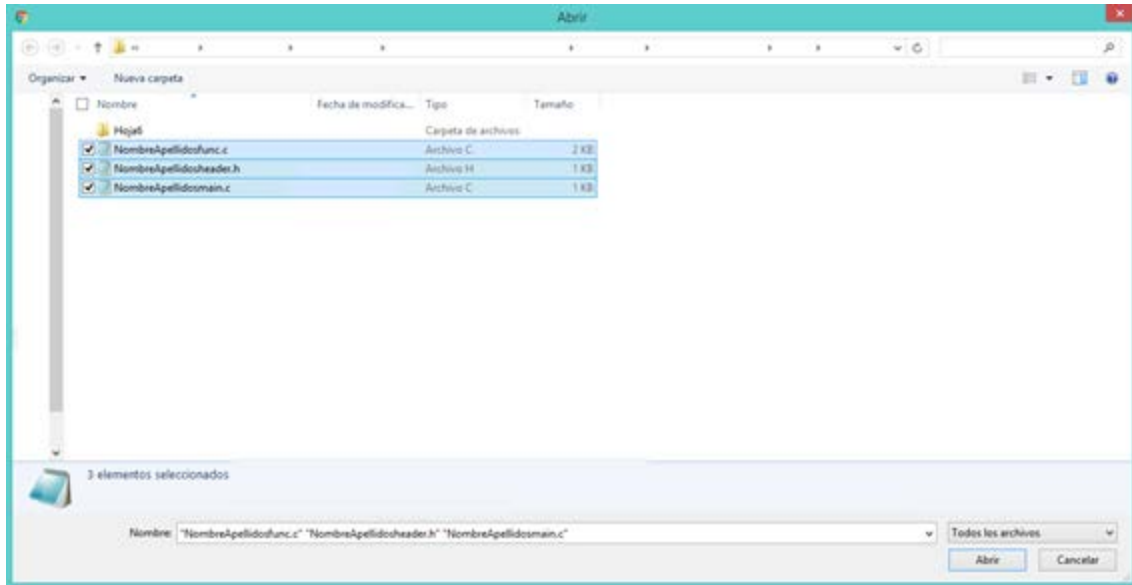 Abrir
Organizar Nueva carpeta
Nombre Fecha de modifica... Tipo Tamaño
Hoja6 Carpeta de archivos
NombreApellidosfunc.c Archivo C 2 KB
NombreApellidosheader.h Archivo H 1 KB
NombreApellidosmain.c Archivo C 1 KB
3 elementos seleccionados
Nombre: "NombreApellidosfunc.c" "NombreApellidosheader.h" "NombreApellidosmain.c" Todos los archivos
Abrir Cancelar